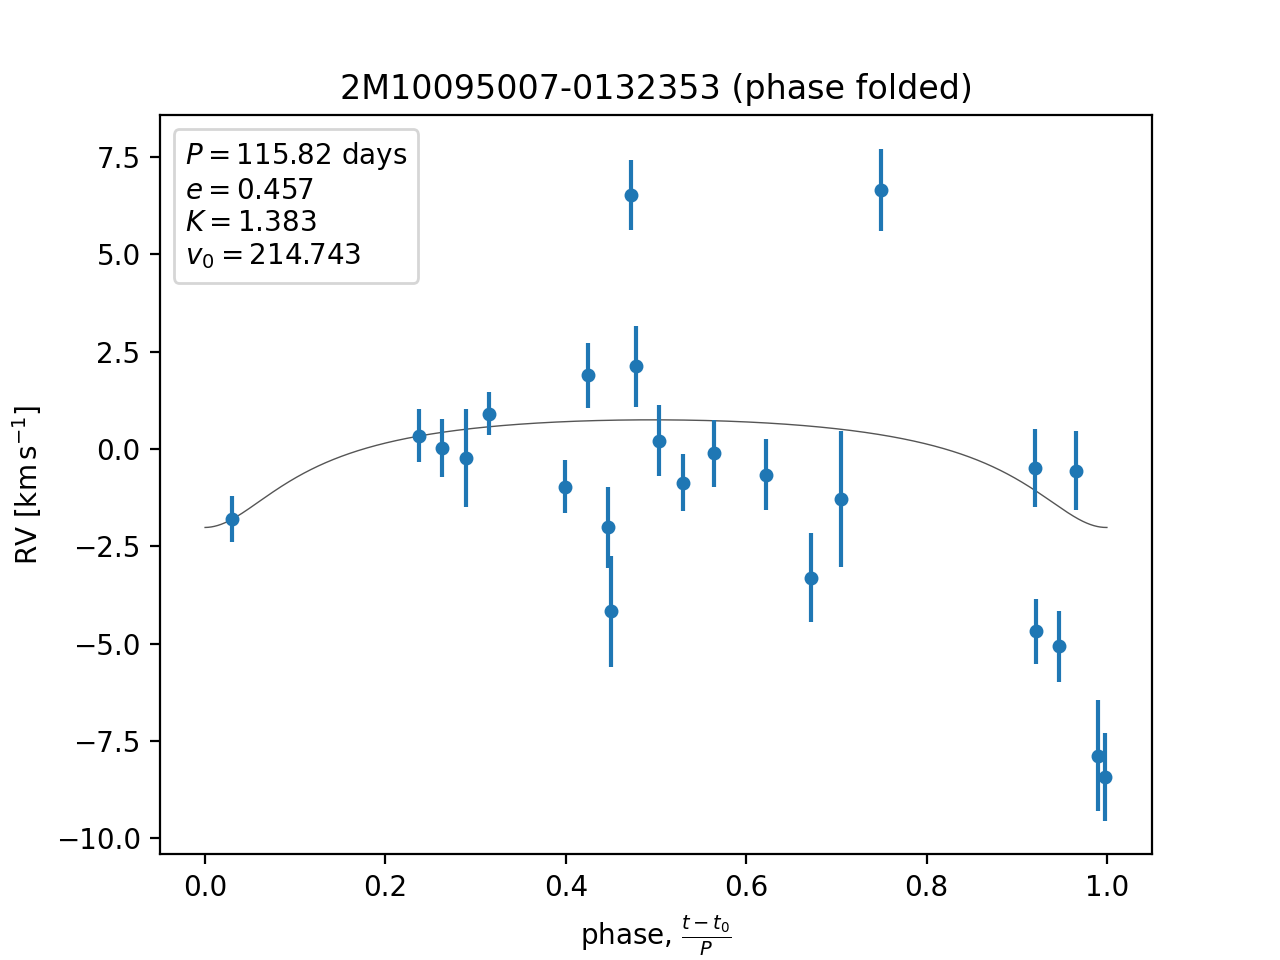 2M10095007-0132353 (phase folded)
P = 115.82 days
e = 0.457
K = 1.383
v₀ = 214.743
7.5
5.0
2.5
0.0
−2.5
−5.0
−7.5
−10.0
RV [km s⁻¹]
0.0 0.2 0.4 0.6 0.8 1.0
phase, (t − t₀)/P